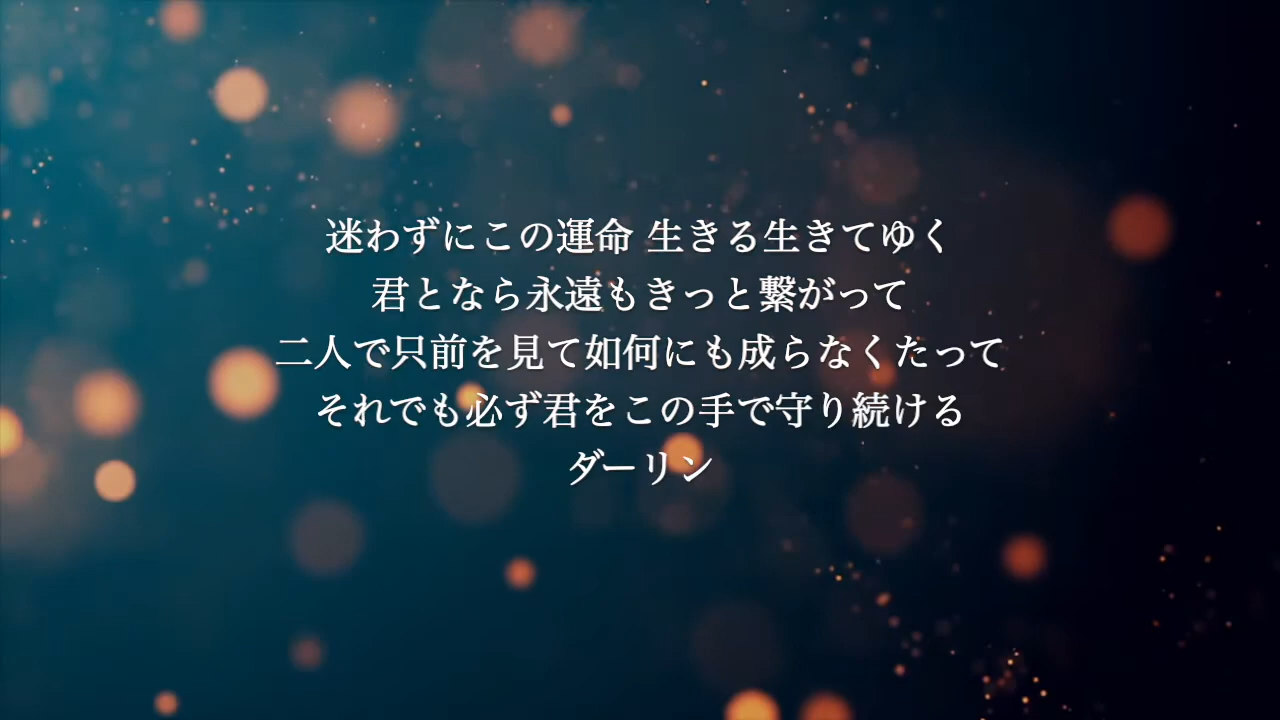 迷わずにこの運命 生きる生きてゆく
君となら永遠もきっと繋がって
二人で只前を見て如何にも成らなくたって
それでも必ず君をこの手で守り続ける
ダーリン